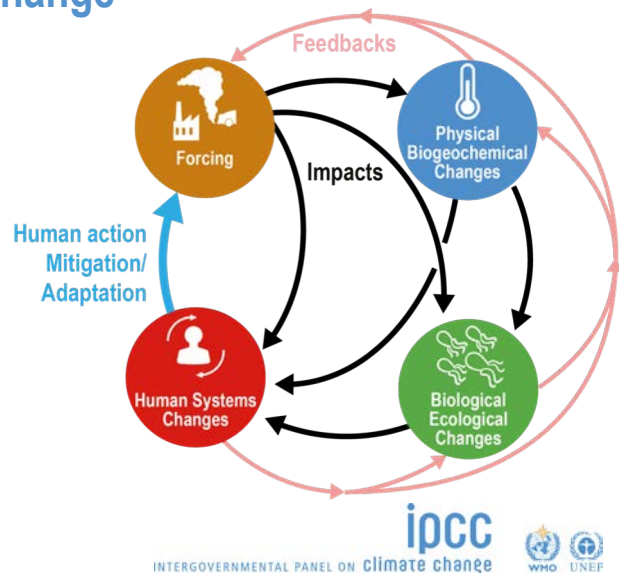 hange
Feedbacks
Forcing
Physical
Biogeochemical
Changes
Impacts
Human action
Mitigation/
Adaptation
Human Systems
Changes
Biological
Ecological
Changes
ipcc
INTERGOVERNMENTAL PANEL ON climate change
WMO UNEP